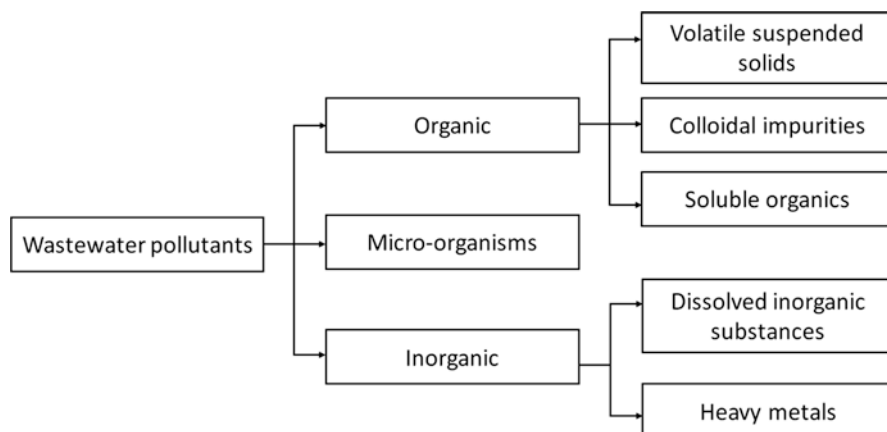 Volatile suspended
solids
Organic
Colloidal impurities
Soluble organics
Wastewater pollutants
Micro-organisms
Dissolved inorganic
substances
Inorganic
Heavy metals